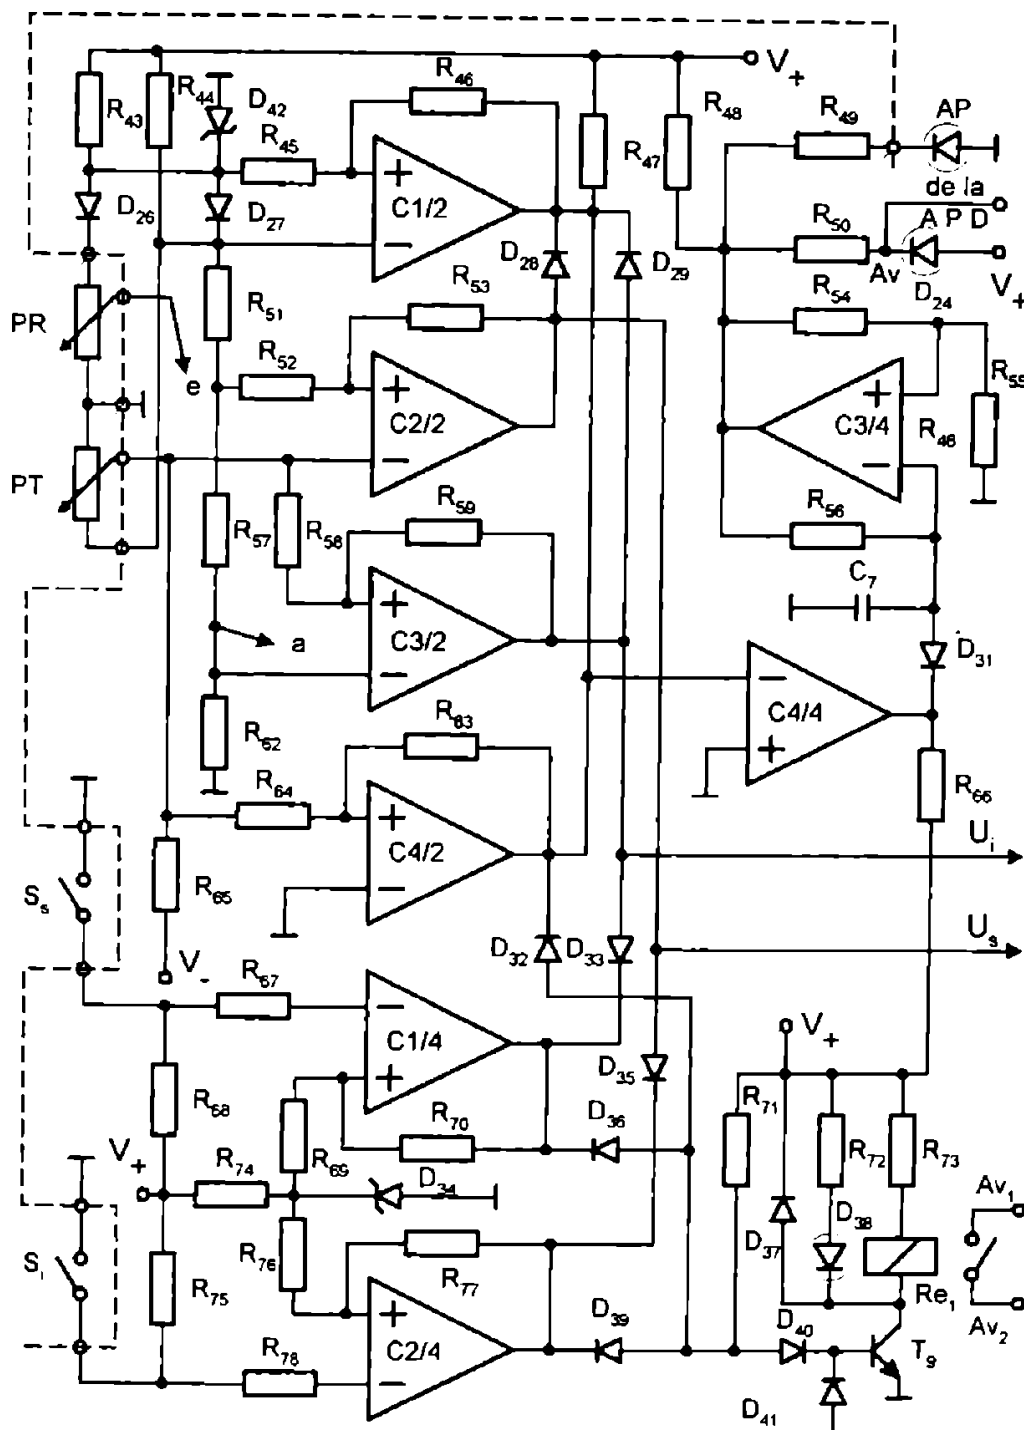 V+
R46
R43
R44
D42
R48
R49
AP
R45
R47
C1/2
+
−
D26
D27
de la
APD
R50
D28
D29
R53
Av
D24
V+
R54
PR
R51
R52
e
+
C2/2
−
R55
+
C3/4
R46
−
PT
R59
R56
R57
R58
C7
+
C3/2
−
a
D31
−
C4/4
+
R62
R63
R64
R66
+
C4/2
−
Ui
Ss
R65
D32
D33
Us
V-
R67
−
C1/4
+
V+
D35
R68
R71
D36
R70
R72
R73
V+
R74
R69
D34
Av1
D38
D37
Si
R76
R77
R75
Re1
+
C2/4
−
D39
D40
Av2
T9
R78
D41